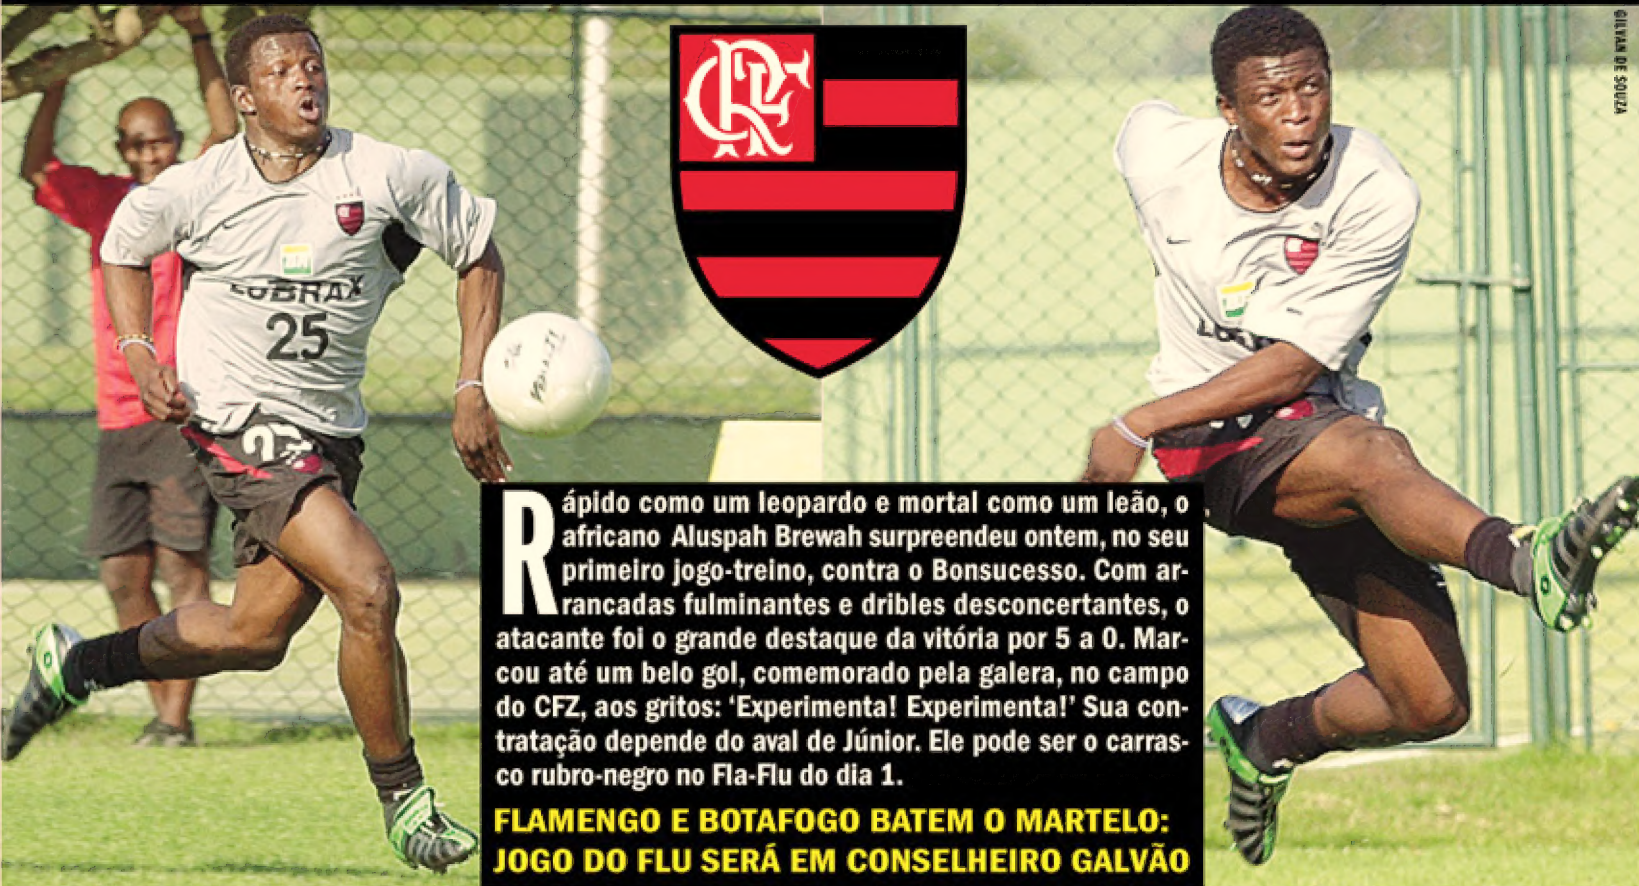 GILVAN DE SOUZA
CRF
LUBRAX
25
Rápido como um leopardo e mortal como um leão, o
africano Aluspah Brewah surpreendeu ontem, no seu
primeiro jogo-treino, contra o Bonsucesso. Com ar-
rancadas fulminantes e dribles desconcertantes, o
atacante foi o grande destaque da vitória por 5 a 0. Mar-
cou até um belo gol, comemorado pela galera, no campo
do CFZ, aos gritos: ‘Experimenta! Experimenta!’ Sua con-
tratação depende do aval de Júnior. Ele pode ser o carras-
co rubro-negro no Fla-Flu do dia 1.
FLAMENGO E BOTAFOGO BATEM O MARTELO:
JOGO DO FLU SERÁ EM CONSELHEIRO GALVÃO